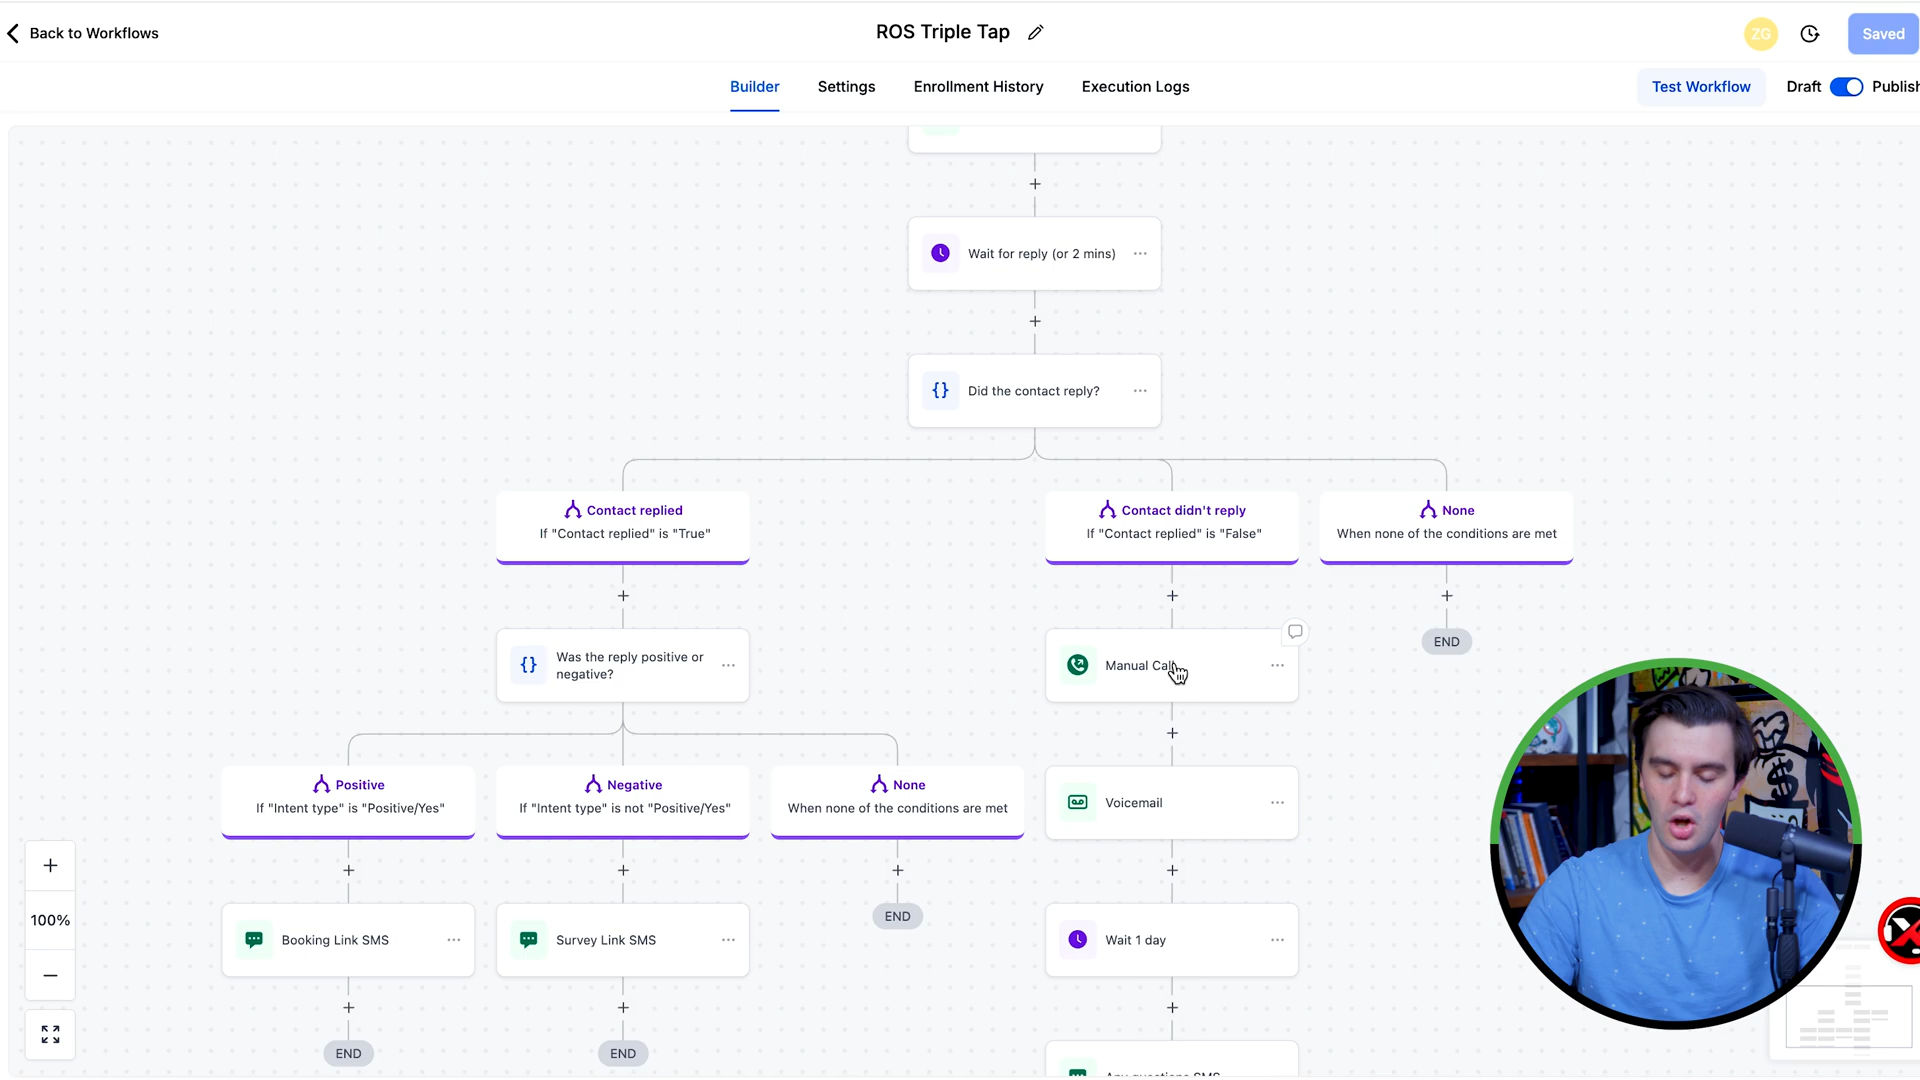 Back to Workflows
ROS Triple Tap
ZG
Saved
Builder
Settings
Enrollment History
Execution Logs
Test Workflow
Draft
Publish
Wait for reply (or 2 mins)
Did the contact reply?
Contact replied
If "Contact replied" is "True"
Contact didn't reply
If "Contact replied" is "False"
None
When none of the conditions are met
Was the reply positive or
negative?
Manual Call
END
Positive
If "Intent type" is "Positive/Yes"
Negative
If "Intent type" is not "Positive/Yes"
None
When none of the conditions are met
Voicemail
100%
Booking Link SMS
Survey Link SMS
END
Wait 1 day
END
END
Any questions SMS